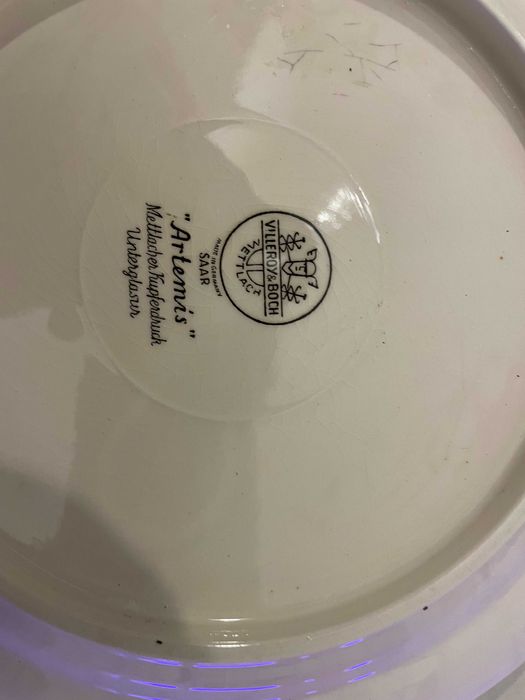 VILLEROY&BOCH
METTLACH
MADE IN GERMANY
SAAR
"Artemis"
Mettlacher Kupferdruck
Unterglasur